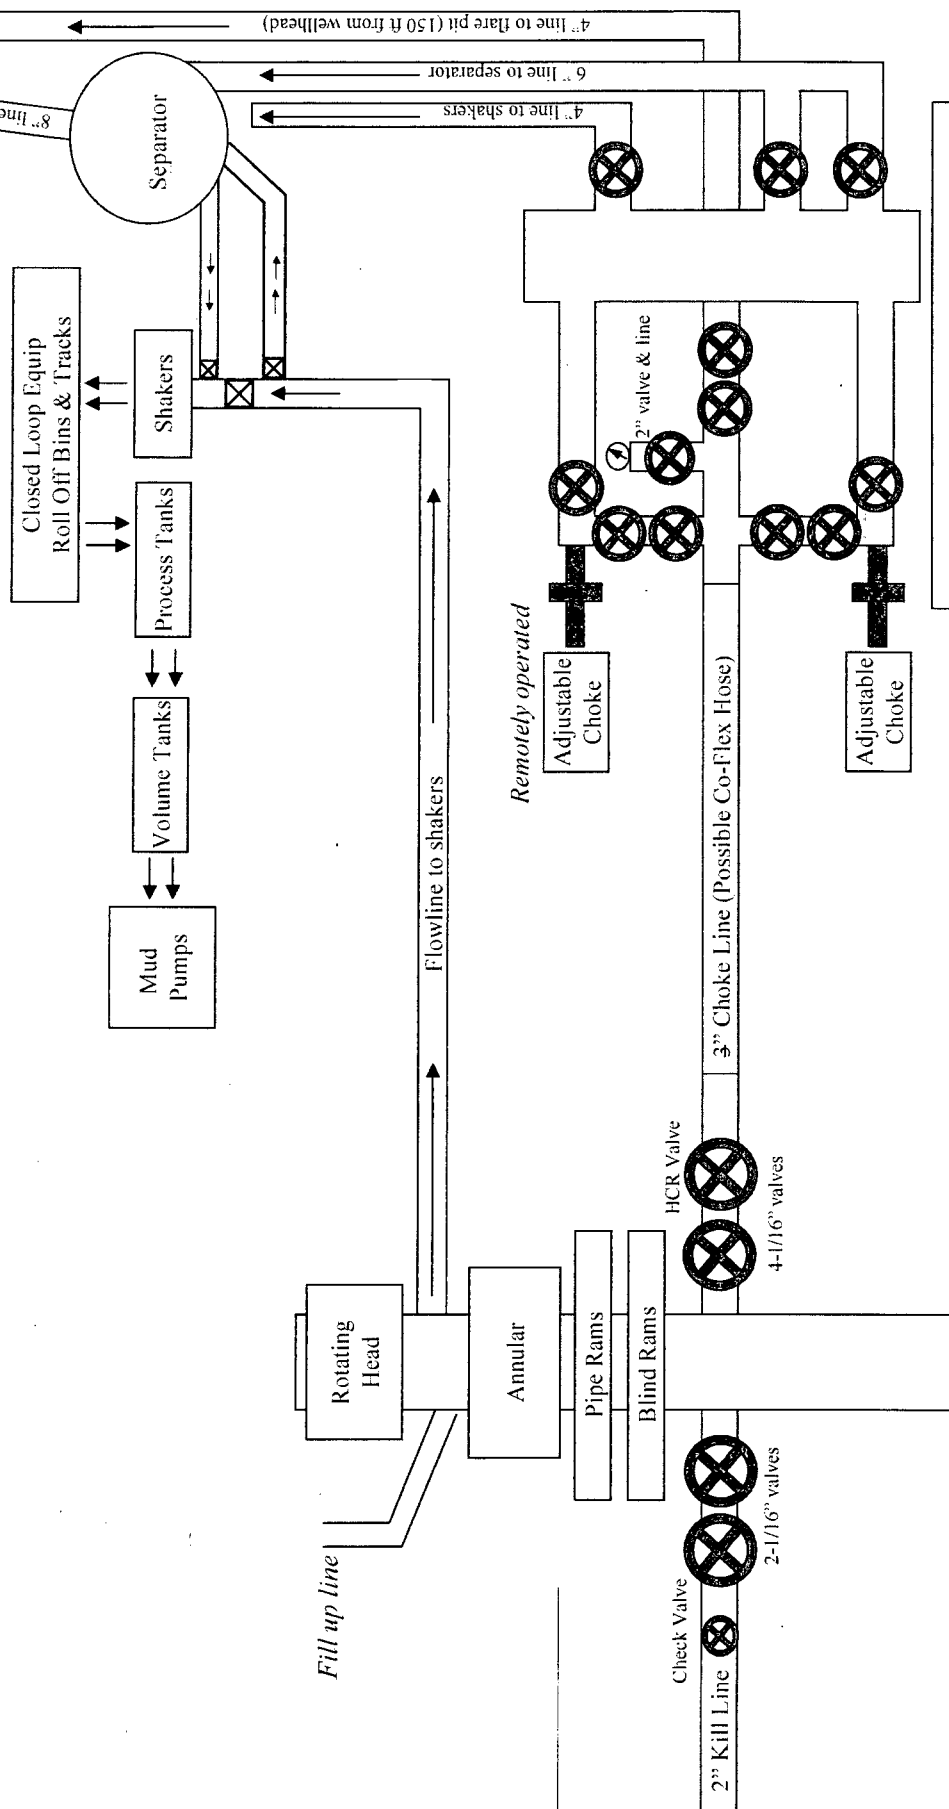 4" line to flare pit (150 ft from wellhead)
6" line to separator
4" line to shakers
8" line
Separator
Closed Loop Equip
Roll Off Bins & Tracks
Shakers
Process Tanks
Volume Tanks
Mud
Pumps
Flowline to shakers
2" valve & line
Remotely operated
Adjustable
Choke
Adjustable
Choke
3" Choke Line (Possible Co-Flex Hose)
HCR Valve
4-1/16" valves
Rotating
Head
Annular
Pipe Rams
Blind Rams
Fill up line
2-1/16" valves
Check Valve
2" Kill Line